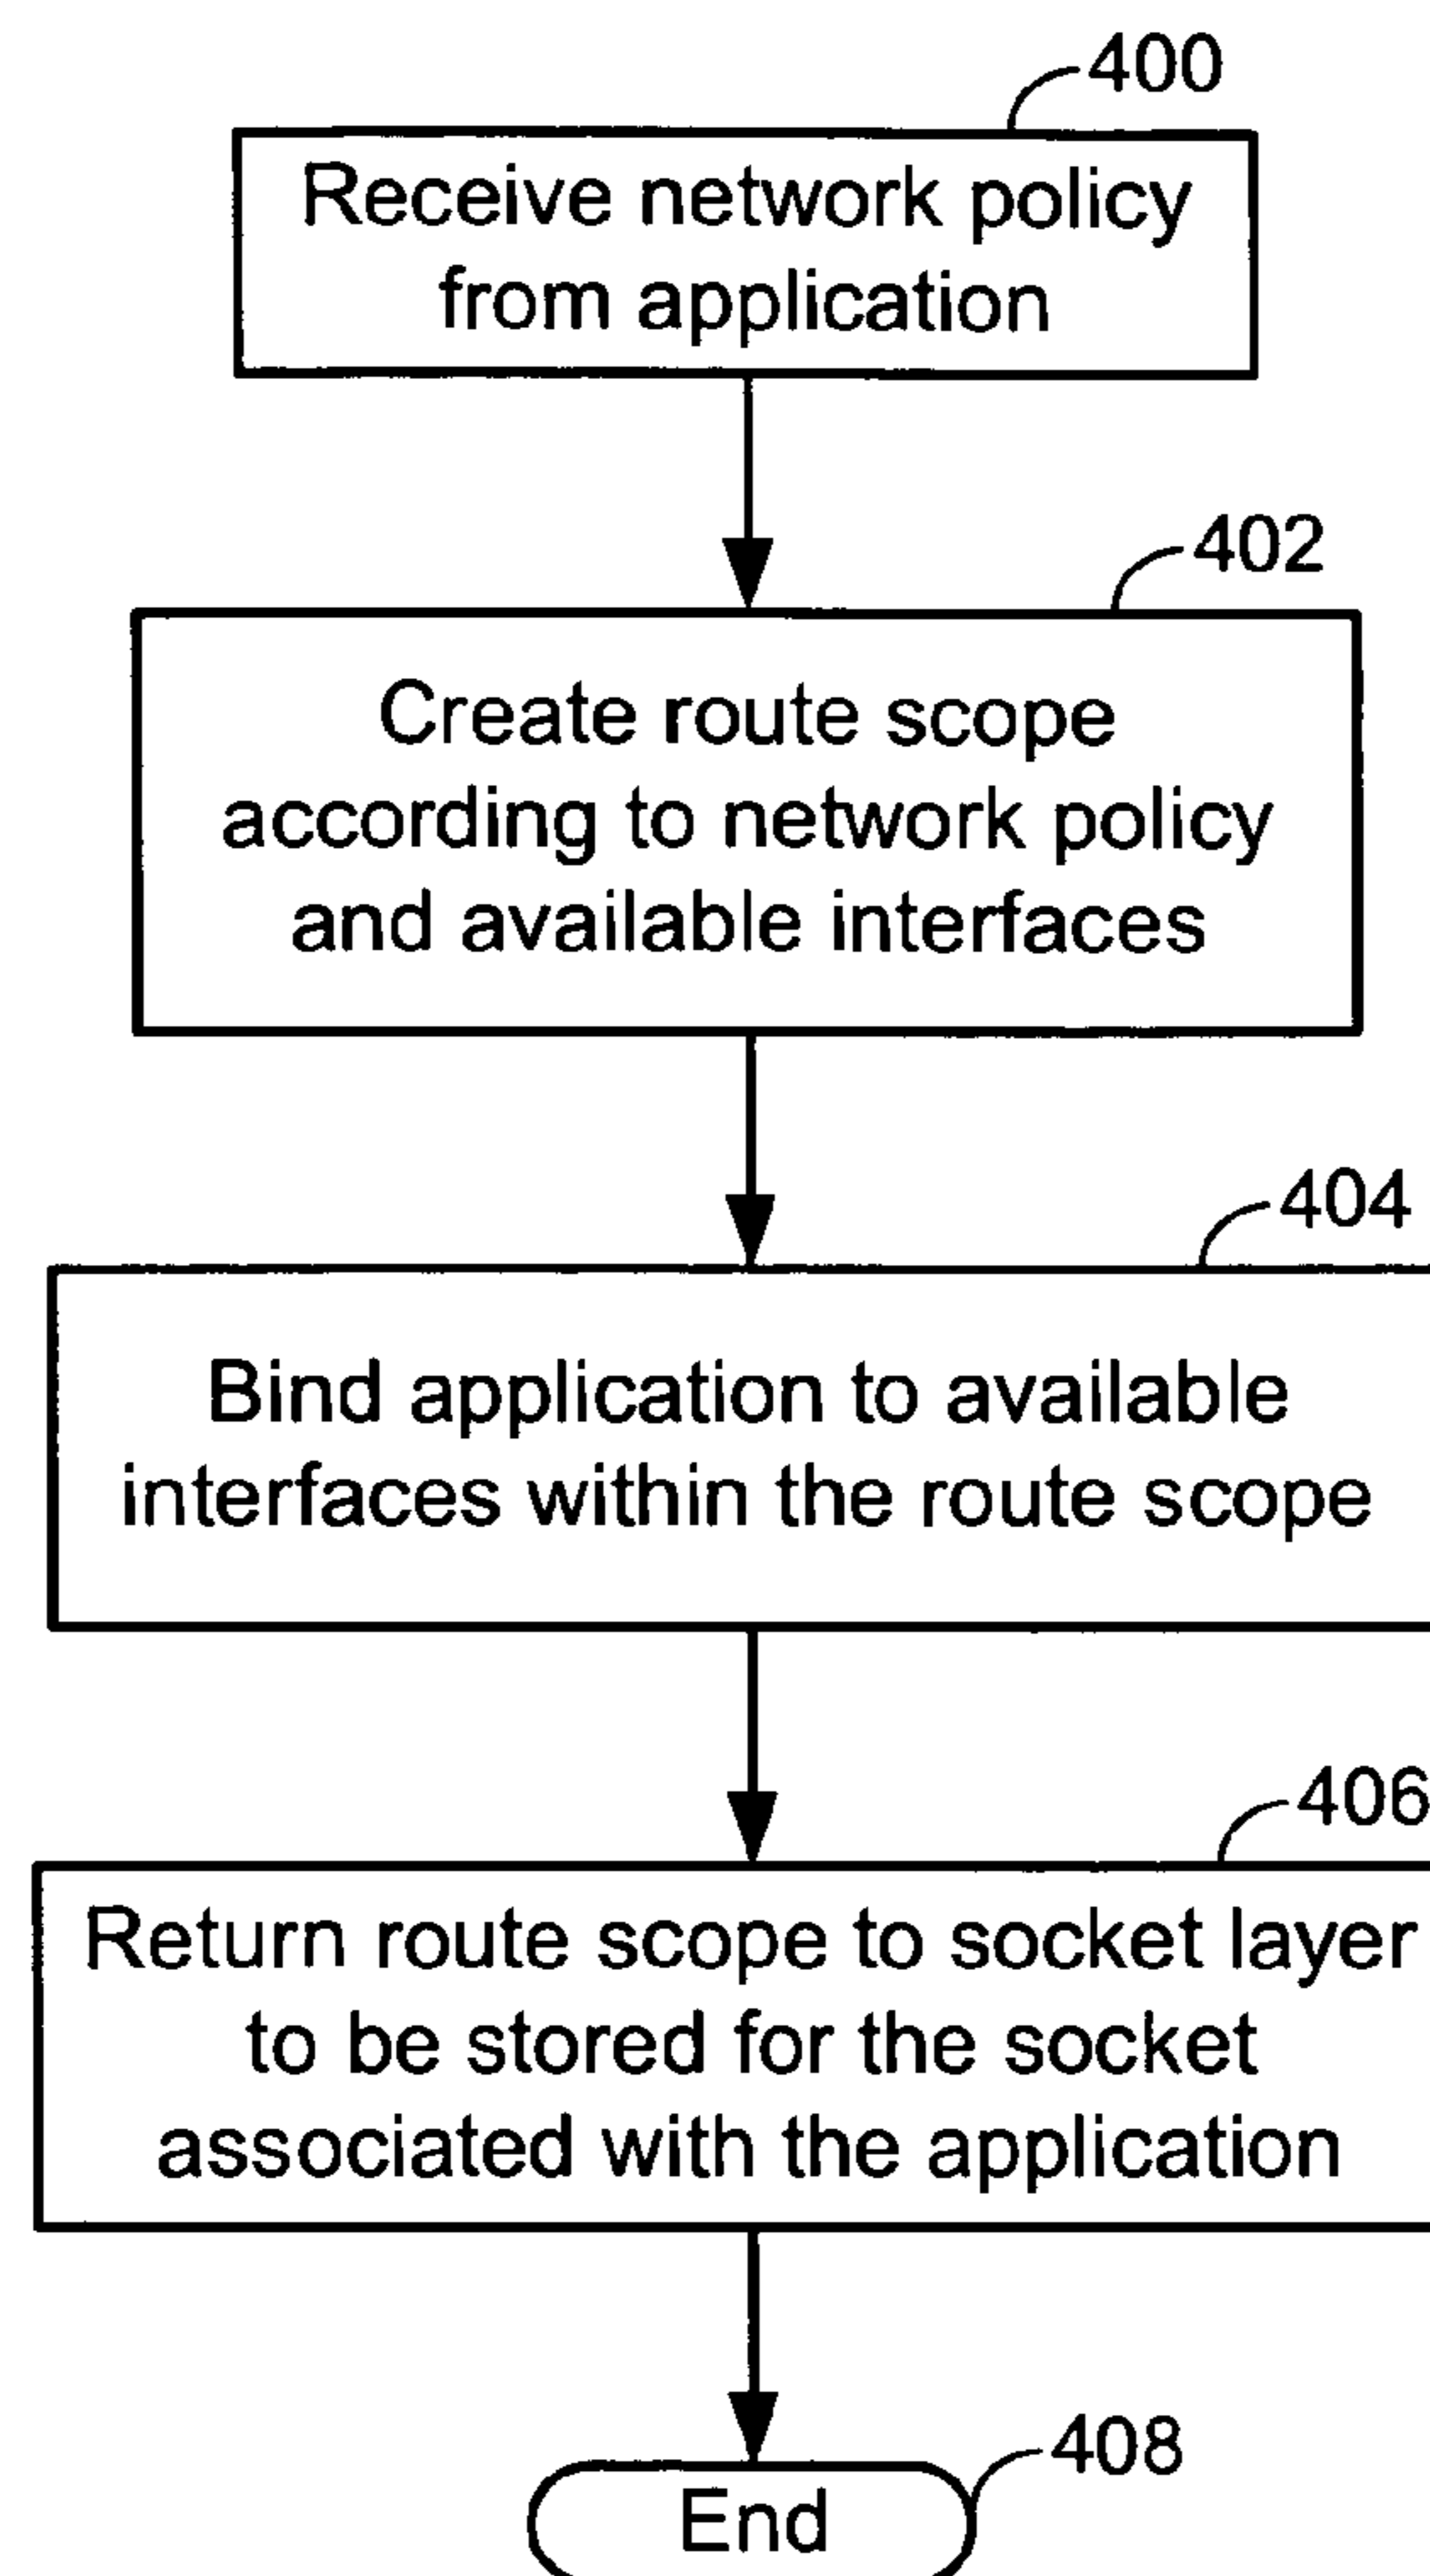 400
Receive network policy
from application
402
Create route scope
according to network policy
and available interfaces
404
Bind application to available
interfaces within the route scope
406
Return route scope to socket layer
to be stored for the socket
associated with the application
408
End